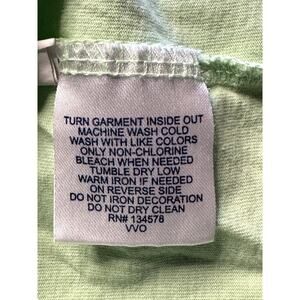 TURN GARMENT INSIDE OUT
MACHINE WASH COLD
WASH WITH LIKE COLORS
ONLY NON-CHLORINE
BLEACH WHEN NEEDED
TUMBLE DRY LOW
WARM IRON IF NEEDED
ON REVERSE SIDE
DO NOT IRON DECORATION
DO NOT DRY CLEAN
RN# 134578
VVO